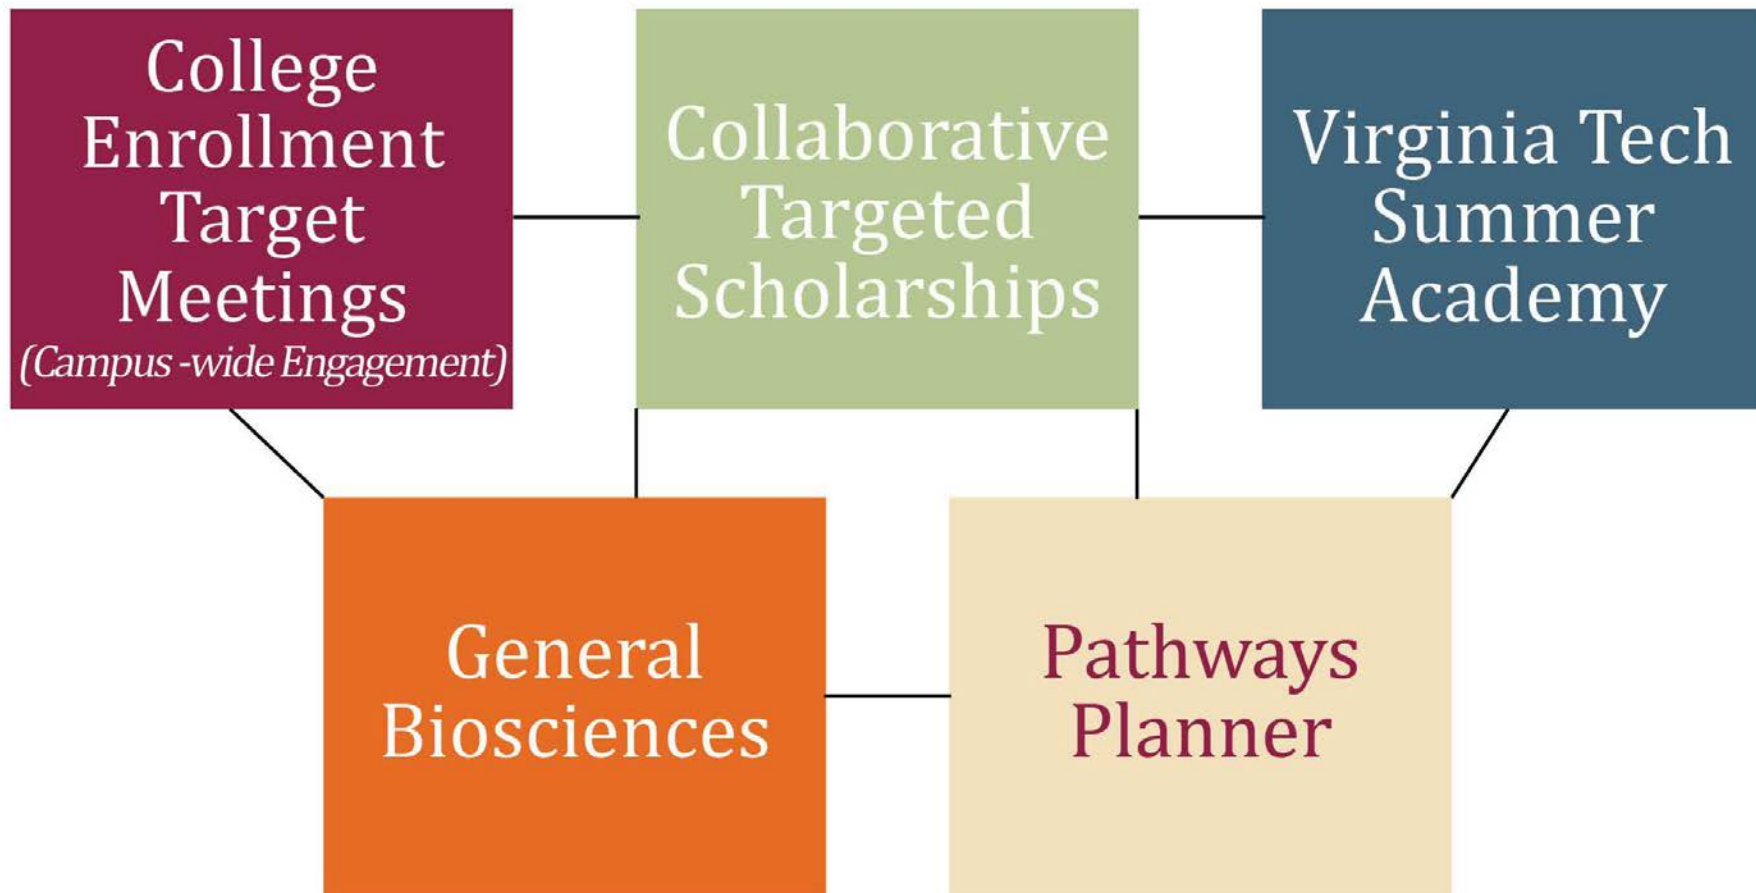 College
Enrollment
Target
Meetings
(Campus -wide Engagement)
Collaborative
Targeted
Scholarships
Virginia Tech
Summer
Academy
General
Biosciences
Pathways
Planner